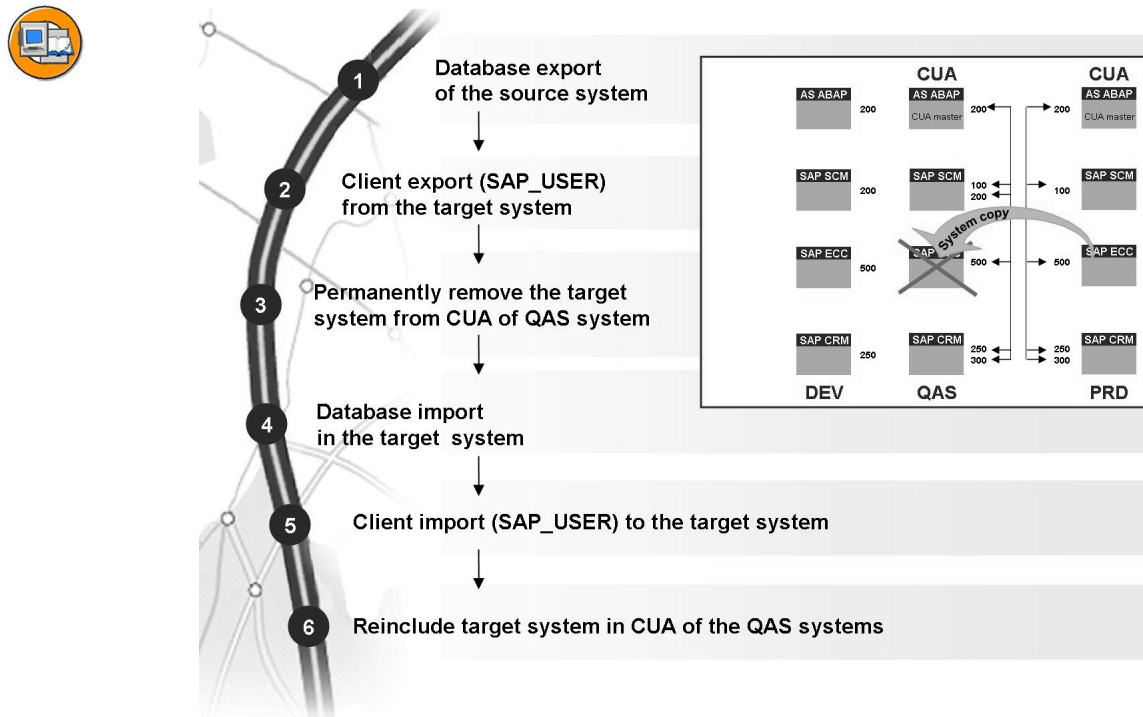 1
Database export
of the source system
2
Client export (SAP_USER)
from the target system
3
Permanently remove the target
system from CUA of QAS system
4
Database import
in the target system
5
Client import (SAP_USER) to the target system
6
Reinclude target system in CUA of the QAS systems
CUA
CUA
AS ABAP
200
AS ABAP
CUA master
200
200
AS ABAP
CUA master
SAP SCM
200
SAP SCM
100
200
100
SAP SCM
System copy
SAP ECC
500
500
500
SAP ECC
SAP CRM
250
SAP CRM
250
300
250
300
SAP CRM
DEV
QAS
PRD